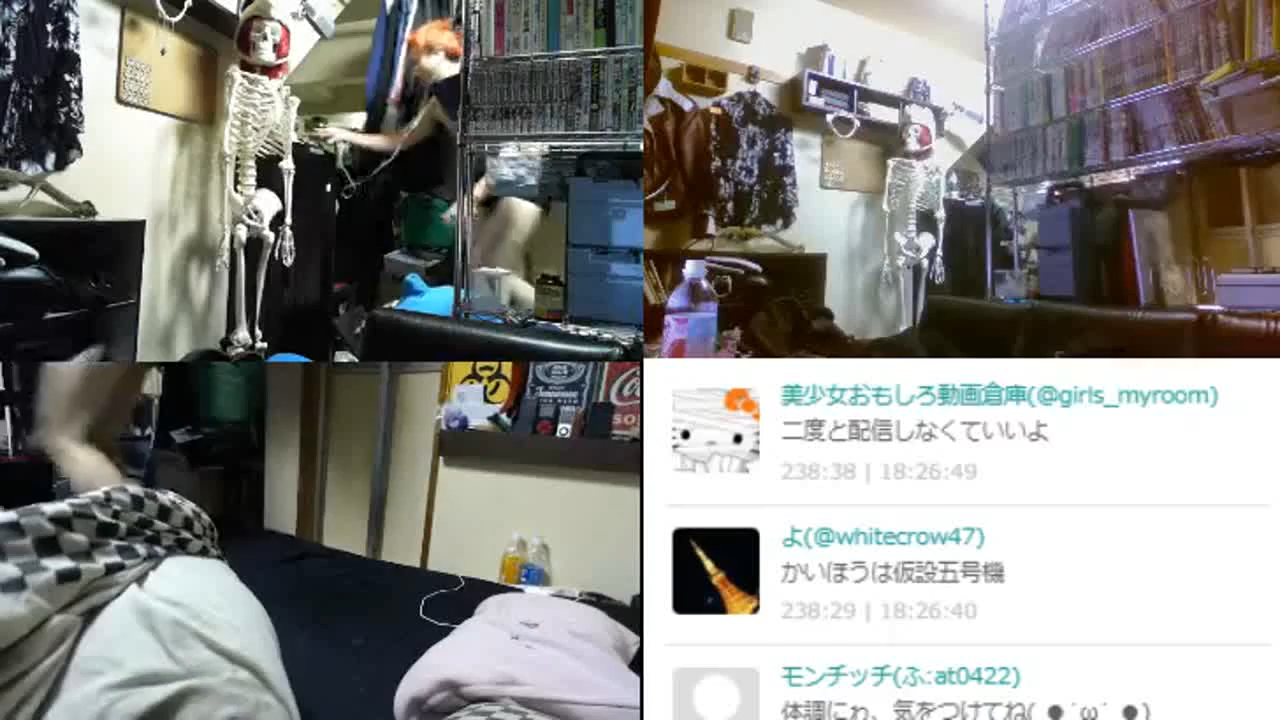 Coca
美少女おもしろ動画倉庫(@girls_myroom)
二度と配信しなくていいよ
238:38 | 18:26:49
よ(@whitecrow47)
かいほうは仮設五号機
238:29 | 18:26:40
モンチッチ(ふ:at0422)
体調にゎ、気をつけてね( ●´ω｀●)